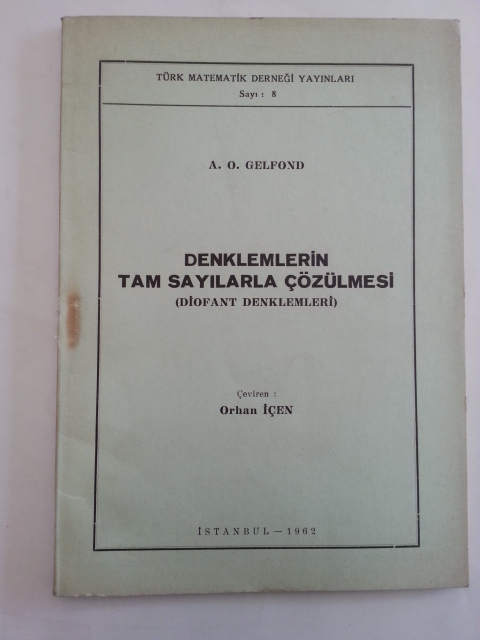 TÜRK MATEMATİK DERNEĞİ YAYINLARI
Sayı : 8
A. O. GELFOND
DENKLEMLERİN
TAM SAYILARLA ÇÖZÜLMESİ
(DİOFANT DENKLEMLERİ)
Çeviren :
Orhan İÇEN
İSTANBUL — 1962